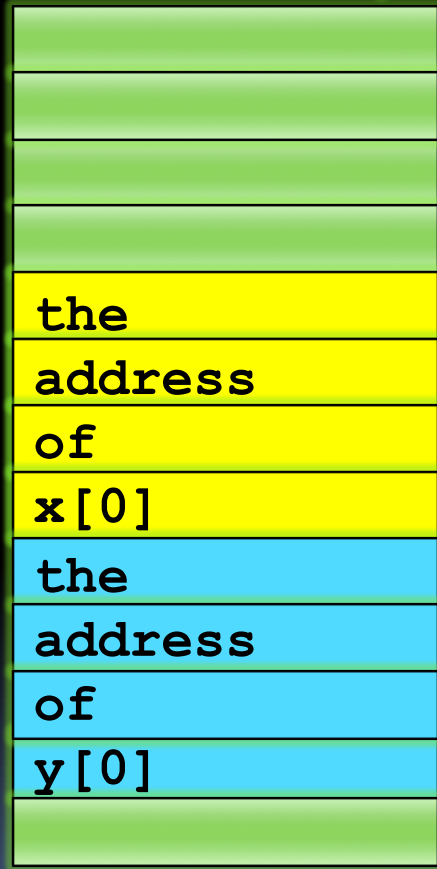 the
address
of
x[0]
the
address
of
y[0]